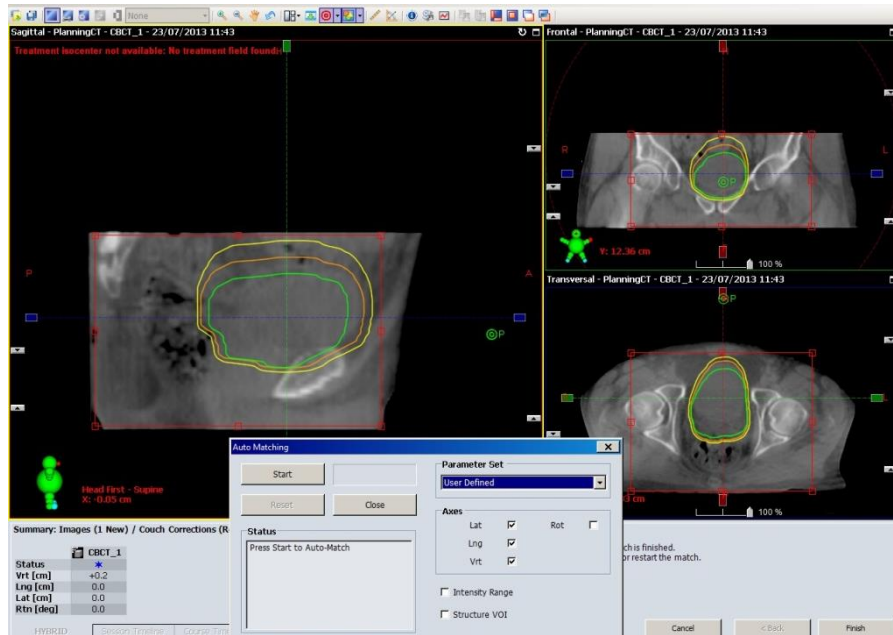 None
Sagittal - PlanningCT - CBCT_1 - 23/07/2013 11:43
Treatment isocenter not available: No treatment field found!
P
A
P
Head First - Supine
X: -0.05 cm
Frontal - PlanningCT - CBCT_1 - 23/07/2013 11:43
R
L
P
Y: 12.36 cm
100 %
Transversal - PlanningCT - CBCT_1 - 23/07/2013 11:43
P
100 %
Auto Matching
Start
Reset
Close
Status
Press Start to Auto-Match
Parameter Set
User Defined
Axes
Lat
Rot
Lng
Vrt
Intensity Range
Structure VOI
Summary: Images (1 New) / Couch Corrections (R
CBCT_1
Status
Vrt [cm] +0.2
Lng [cm] 0.0
Lat [cm] 0.0
Rtn [deg] 0.0
HYBRID
Session Timeline
Course Time
ch is finished.
or restart the match.
Cancel
< Back
Finish